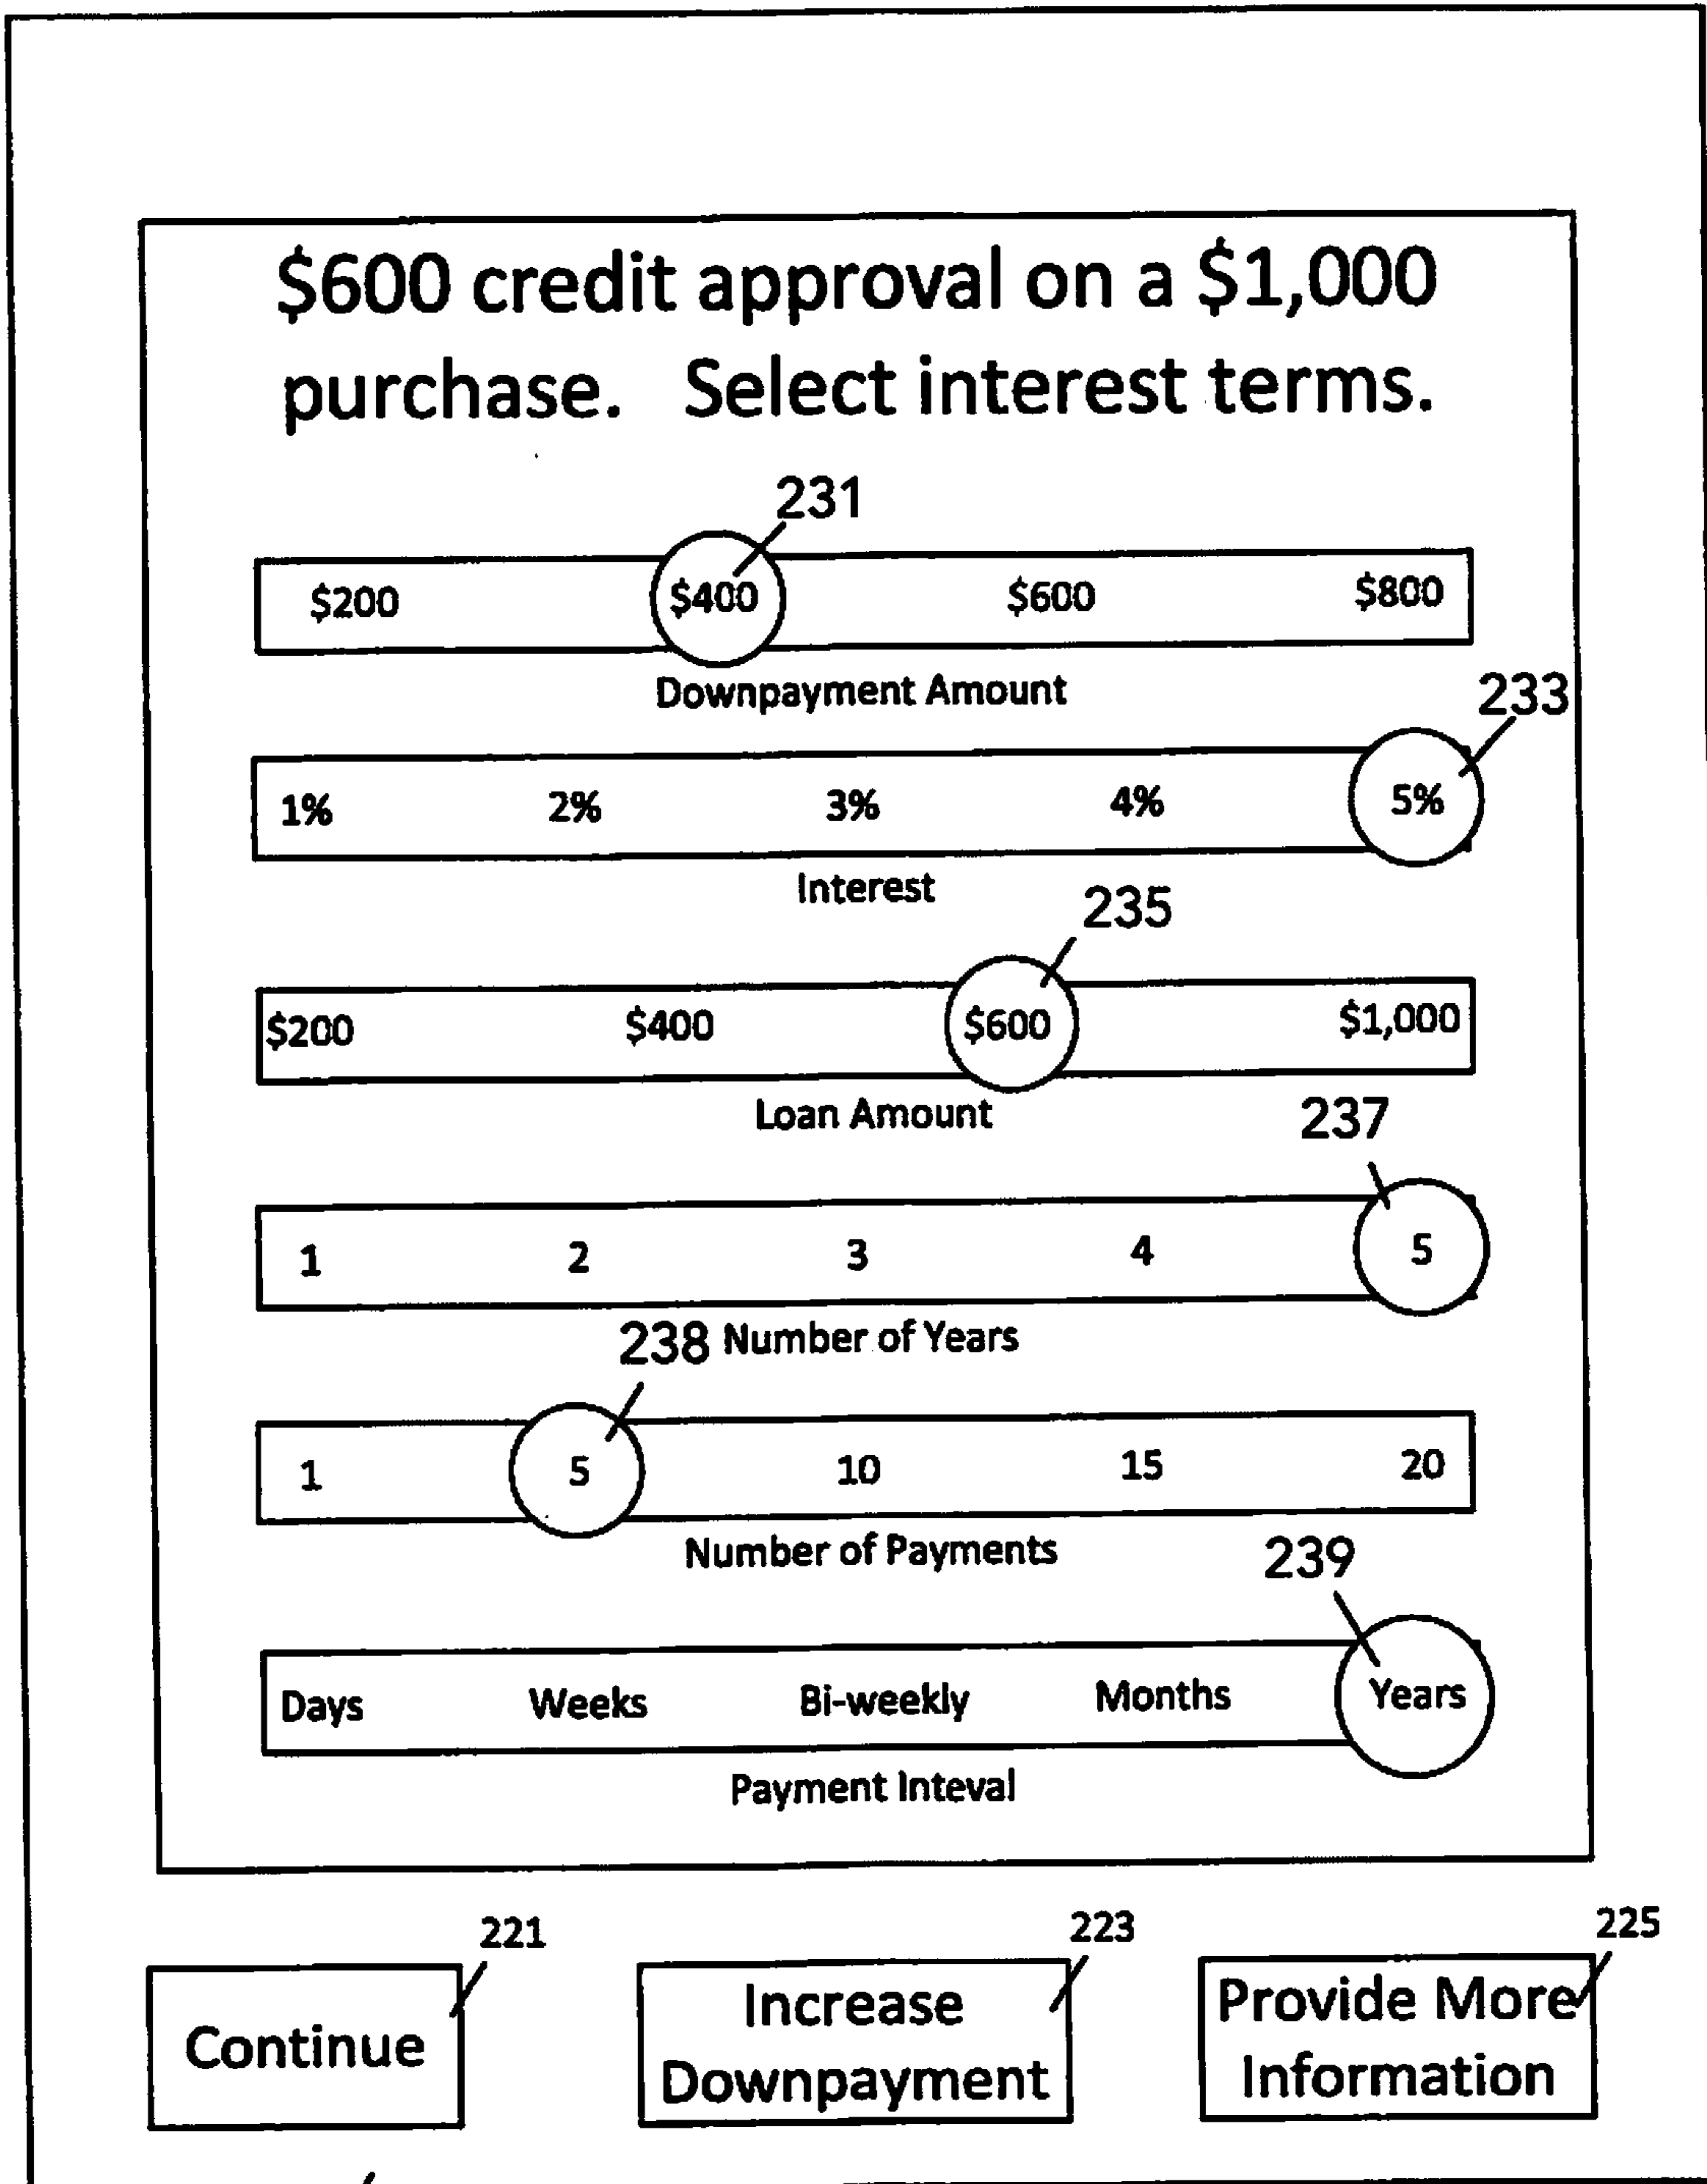 $600 credit approval on a $1,000
purchase. Select interest terms.
231
$200 $400 $600 $800
Downpayment Amount
233
1% 2% 3% 4% 5%
Interest
235
$200 $400 $600 $1,000
Loan Amount
237
1 2 3 4 5
238 Number of Years
1 5 10 15 20
Number of Payments
239
Days Weeks Bi-weekly Months Years
Payment Inteval
221
Continue
223
Increase
Downpayment
225
Provide More
Information